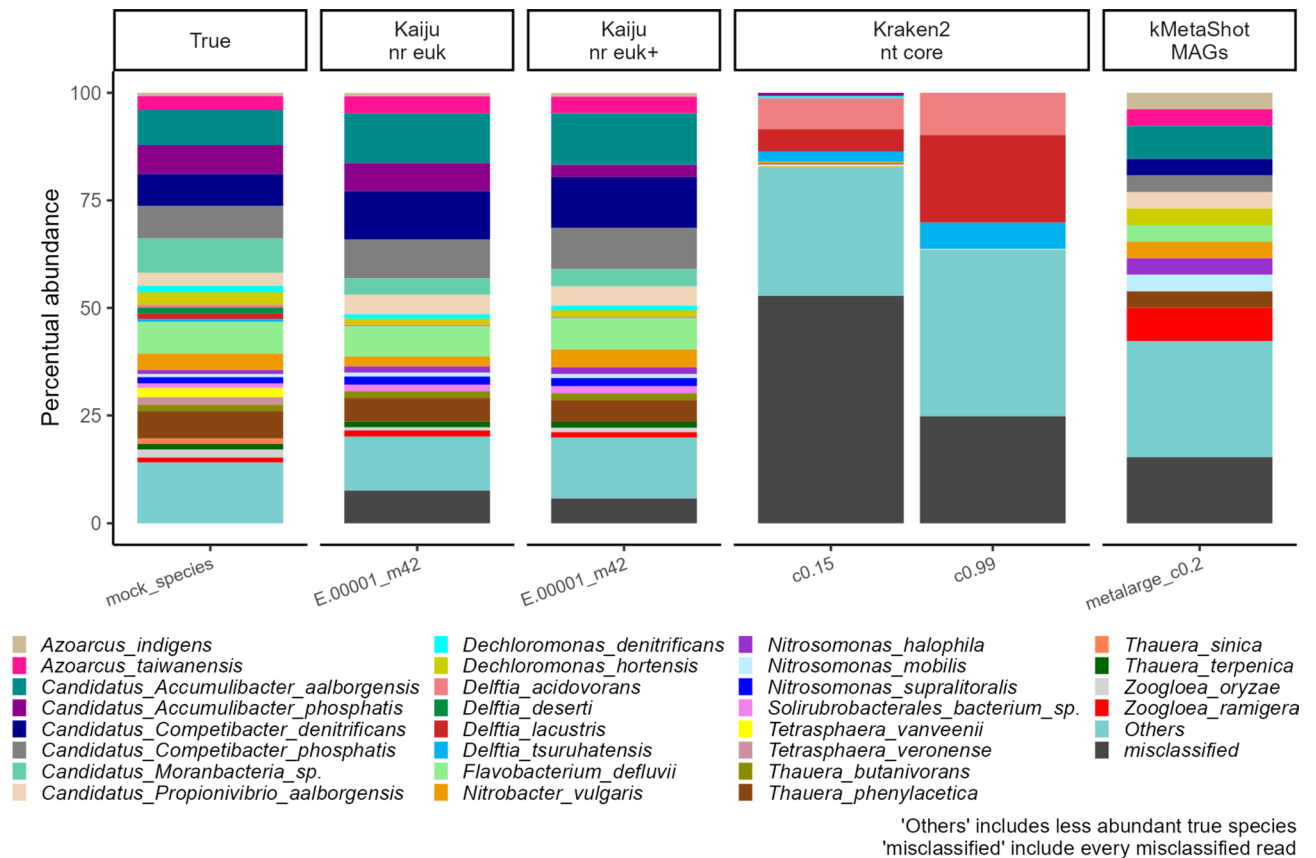 True
Kaiju
nr euk
Kaiju
nr euk+
Kraken2
nt core
kMetaShot
MAGs
Percentual abundance
100
75
50
25
0
mock_species
E.00001_m42
E.00001_m42
c0.15
c0.99
metalarge_c0.2
Azoarcus_indigens
Azoarcus_taiwanensis
Candidatus_Accumulibacter_aalborgensis
Candidatus_Accumulibacter_phosphatis
Candidatus_Competibacter_denitrificans
Candidatus_Competibacter_phosphatis
Candidatus_Moranbacteria_sp.
Candidatus_Propionivibrio_aalborgensis
Dechloromonas_denitrificans
Dechloromonas_hortensis
Delftia_acidovorans
Delftia_deserti
Delftia_lacustris
Delftia_tsuruhatensis
Flavobacterium_defluvii
Nitrobacter_vulgaris
Nitrosomonas_halophila
Nitrosomonas_mobilis
Nitrosomonas_supralitoralis
Solirubrobacterales_bacterium_sp.
Tetrasphaera_vanveenii
Tetrasphaera_veronense
Thauera_butanivorans
Thauera_phenylacetica
Thauera_sinica
Thauera_terpenica
Zoogloea_oryzae
Zoogloea_ramigera
Others
misclassified
'Others' includes less abundant true species
'misclassified' include every misclassified read